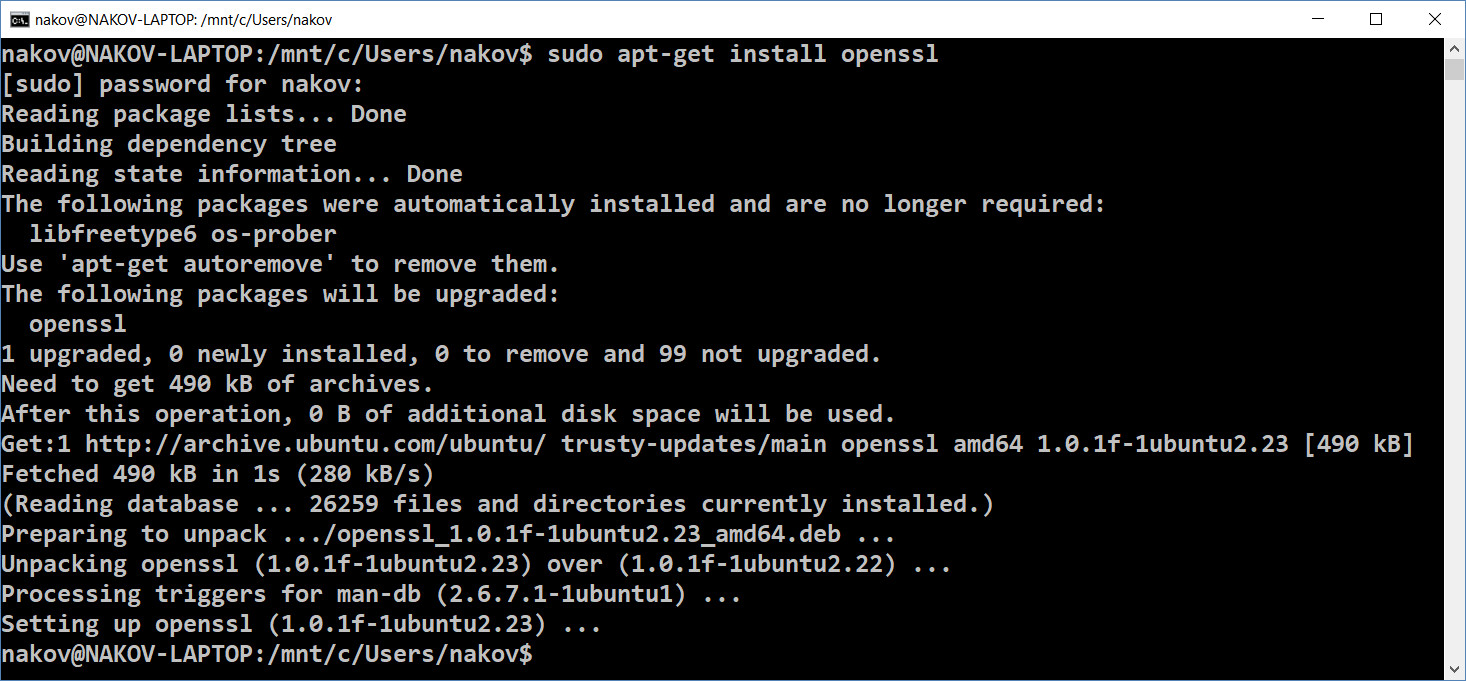 nakov@NAKOV-LAPTOP: /mnt/c/Users/nakov
nakov@NAKOV-LAPTOP:/mnt/c/Users/nakov$ sudo apt-get install openssl
[sudo] password for nakov:
Reading package lists... Done
Building dependency tree
Reading state information... Done
The following packages were automatically installed and are no longer required:
  libfreetype6 os-prober
Use 'apt-get autoremove' to remove them.
The following packages will be upgraded:
  openssl
1 upgraded, 0 newly installed, 0 to remove and 99 not upgraded.
Need to get 490 kB of archives.
After this operation, 0 B of additional disk space will be used.
Get:1 http://archive.ubuntu.com/ubuntu/ trusty-updates/main openssl amd64 1.0.1f-1ubuntu2.23 [490 kB]
Fetched 490 kB in 1s (280 kB/s)
(Reading database ... 26259 files and directories currently installed.)
Preparing to unpack .../openssl_1.0.1f-1ubuntu2.23_amd64.deb ...
Unpacking openssl (1.0.1f-1ubuntu2.23) over (1.0.1f-1ubuntu2.22) ...
Processing triggers for man-db (2.6.7.1-1ubuntu1) ...
Setting up openssl (1.0.1f-1ubuntu2.23) ...
nakov@NAKOV-LAPTOP:/mnt/c/Users/nakov$